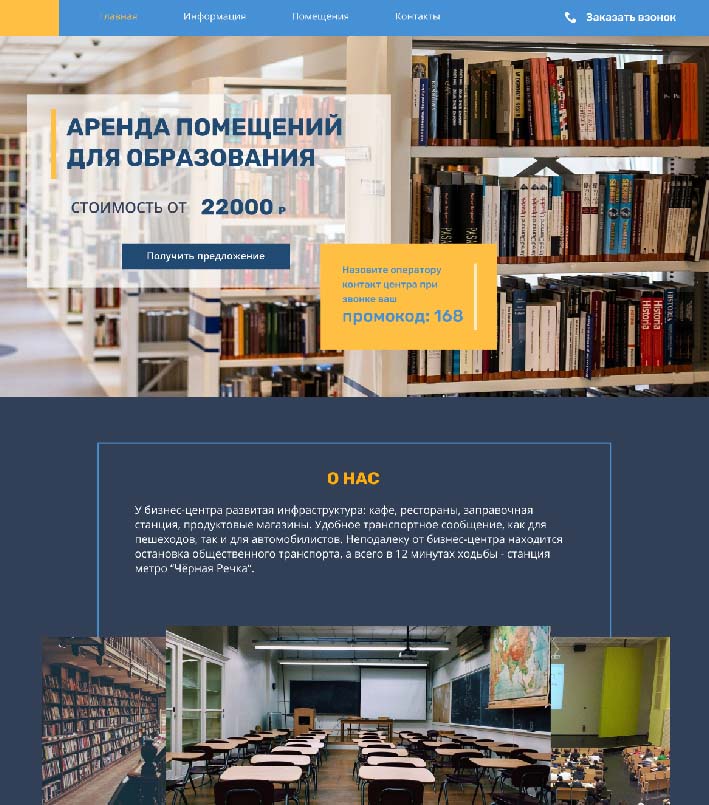 Главная Информация Помещения Контакты Заказать взонок
АРЕНДА ПОМЕЩЕНИЙ
ДЛЯ ОБРАЗОВАНИЯ
СТОИМОСТЬ ОТ 22000 ₽
Получить предложение
Назовите оператору
контакт центра при
звонке ваш
промокод: 168
О НАС
У бизнес-центра развитая инфраструктура: кафе, рестораны, заправочная
станция, продуктовые магазины. Удобное транспортное сообщение, как для
пешеходов, так и для автомобилистов. Неподалеку от бизнес-центра находится
остановка общественного транспорта, а всего в 12 минутах ходьбы - станция
метро “Чёрная Речка”.